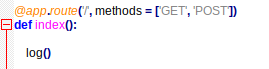 @app.route('/', methods = ['GET', 'POST'])
def index():
log()